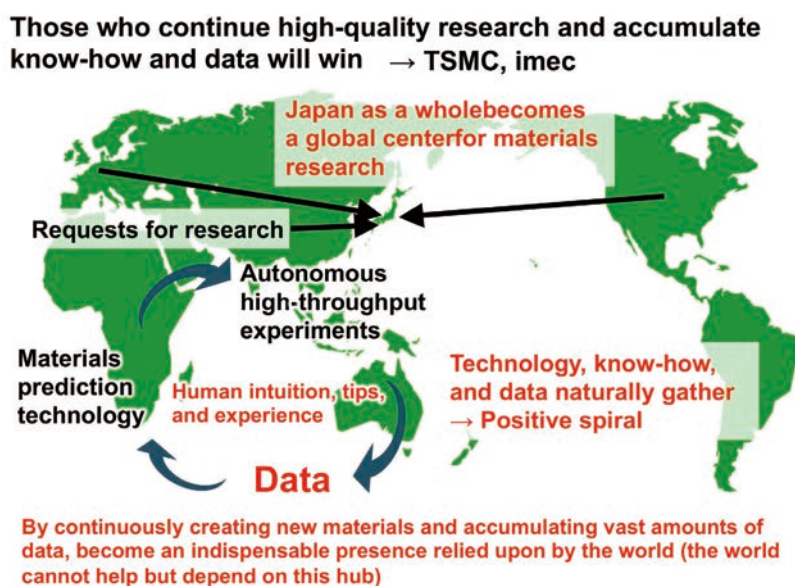 Those who continue high-quality research and accumulate
know-how and data will win → TSMC, imec
Japan as a wholebecomes
a global centerfor materials
research
Requests for research
Autonomous
high-throughput
experiments
Materials
prediction
technology
Human intuition, tips,
and experience
Technology, know-how,
and data naturally gather
→ Positive spiral
Data
By continuously creating new materials and accumulating vast amounts of
data, become an indispensable presence relied upon by the world (the world
cannot help but depend on this hub)